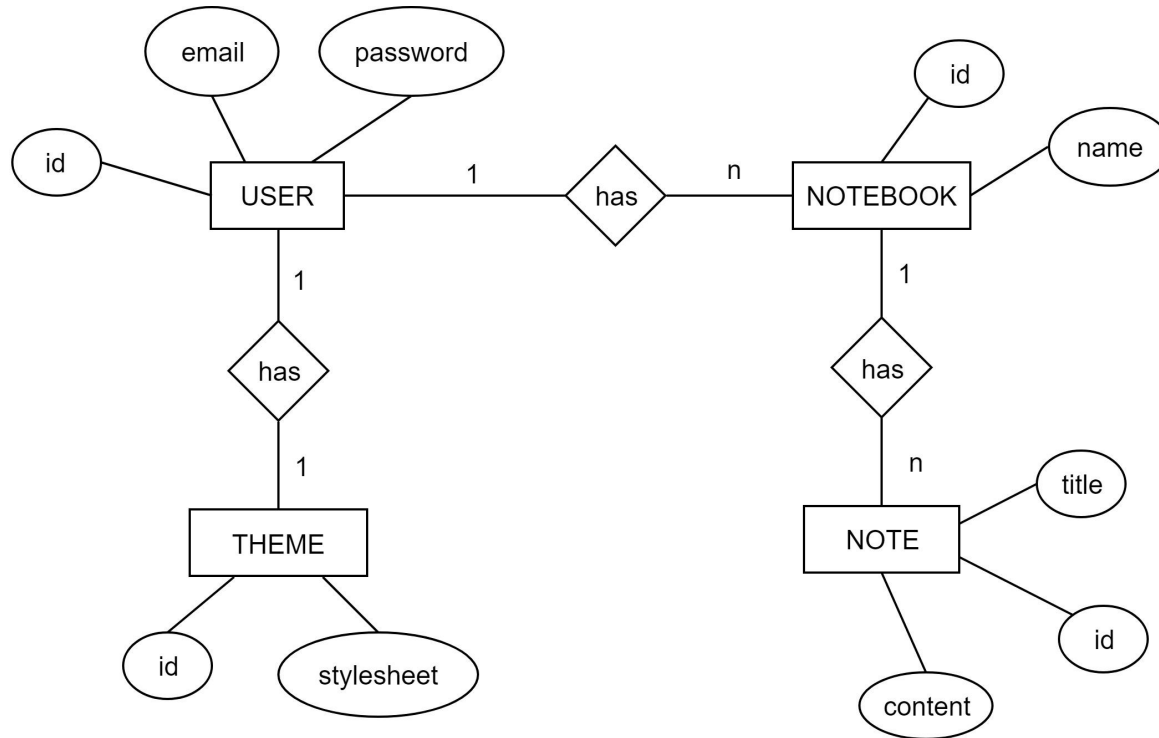 email
password
id
id
name
USER
1
has
n
NOTEBOOK
1
has
1
1
has
n
title
THEME
NOTE
id
stylesheet
id
content